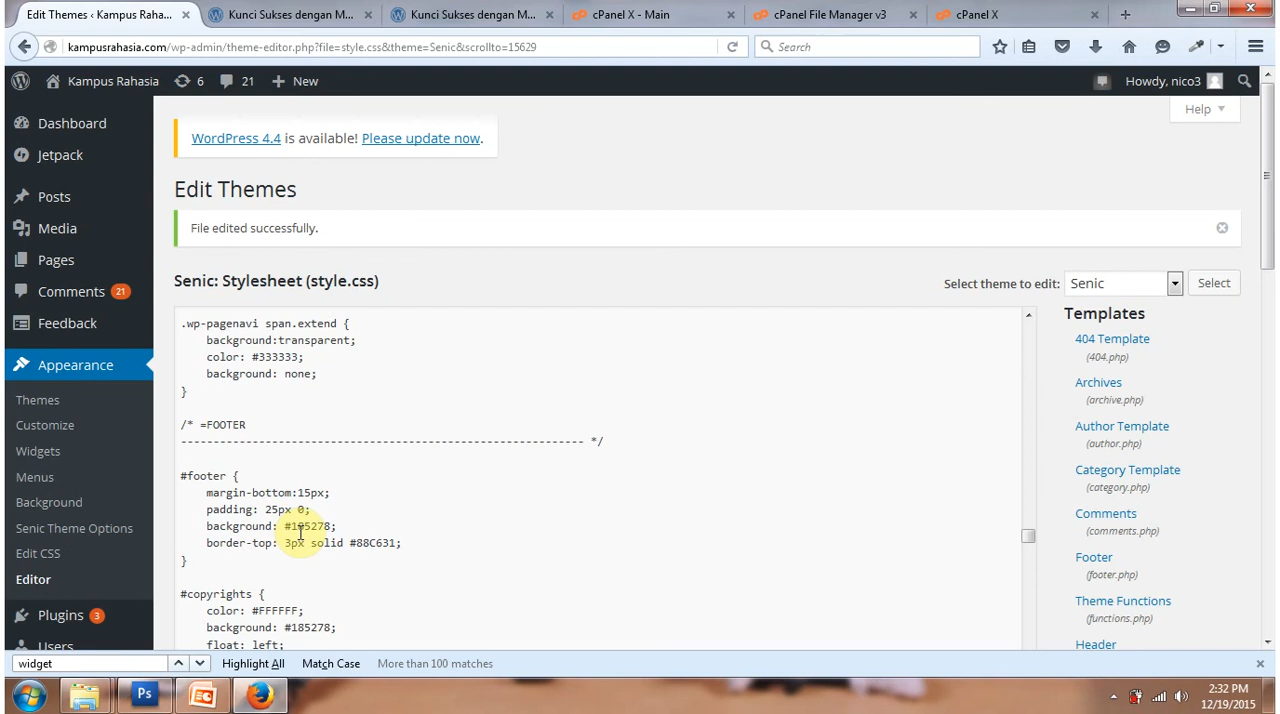 Edit Themes ‹ Kampus Rahasi...
Kunci Sukses dengan M...
Kunci Sukses dengan M...
cPanel X - Main
cPanel File Manager v3
cPanel X
kampusrahasia.com/wp-admin/theme-editor.php?file=style.css&theme=Senic&scrollto=15629
Search
Kampus Rahasia
6
21
New
Howdy, nico3
Help
Dashboard
Jetpack
Posts
Media
Pages
Comments 21
Feedback
Appearance
Themes
Customize
Widgets
Menus
Background
Senic Theme Options
Edit CSS
Editor
Plugins 3
Users
WordPress 4.4 is available! Please update now.
Edit Themes
File edited successfully.
Senic: Stylesheet (style.css)
Select theme to edit: Senic Select
.wp-pagenavi span.extend {
background:transparent;
color: #333333;
background: none;
}
/* =FOOTER
-------------------------------------------------------------- */
#footer {
margin-bottom:15px;
padding: 25px 0;
background: #185278;
border-top: 3px solid #88C631;
}
#copyrights {
color: #FFFFFF;
background: #185278;
float: left;
Templates
404 Template
(404.php)
Archives
(archive.php)
Author Template
(author.php)
Category Template
(category.php)
Comments
(comments.php)
Footer
(footer.php)
Theme Functions
(functions.php)
Header
widget
Highlight All
Match Case
More than 100 matches
Ps
2:32 PM
12/19/2015